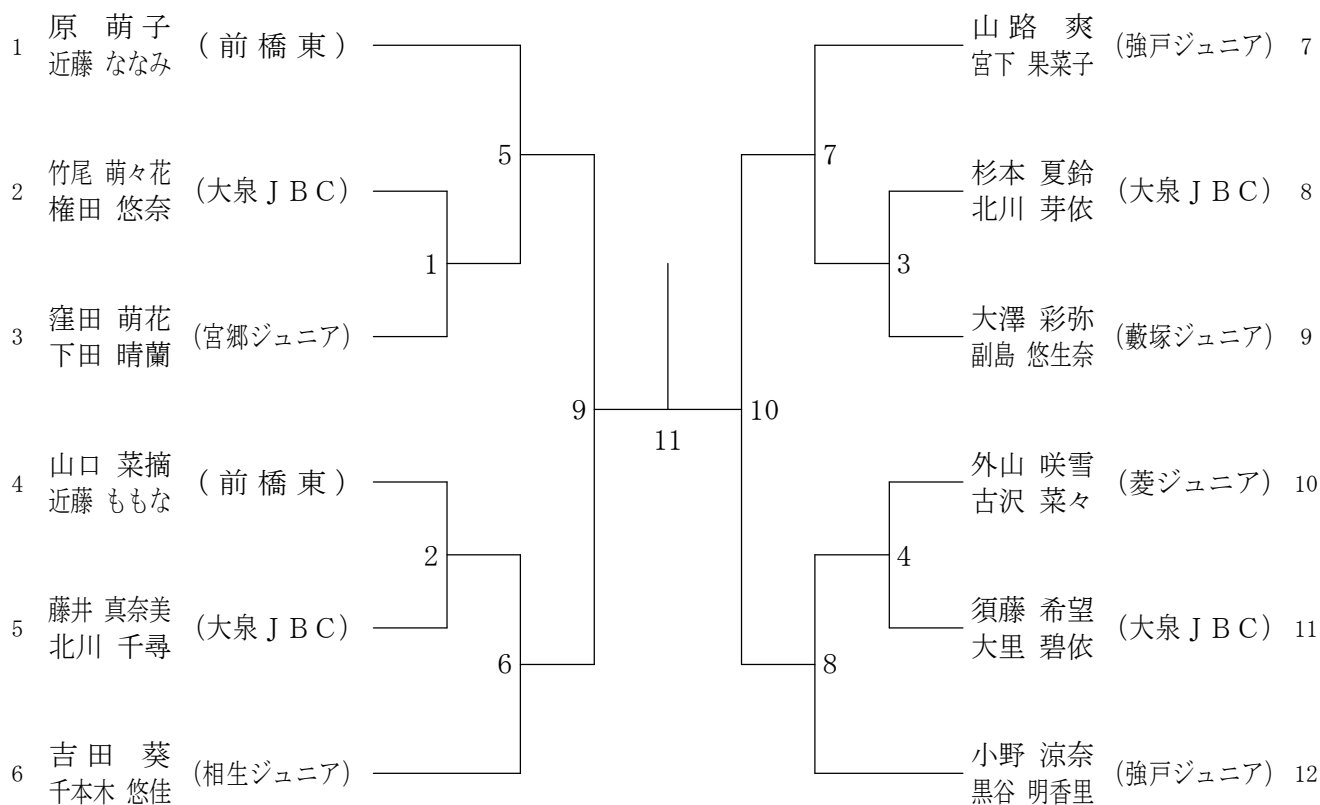 1 原 萌子 (前橋東)
近藤 ななみ
2 竹尾 萌々花 (大泉JBC)
権田 悠奈
3 窪田 萌花 (宮郷ジュニア)
下田 晴蘭
4 山口 菜摘 (前橋東)
近藤 ももな
5 藤井 真奈美 (大泉JBC)
北川 千尋
6 吉田 葵 (相生ジュニア)
千本木 悠佳
5
1
9
2
6
11
7
3
10
4
8
山路 爽 (強戸ジュニア) 7
宮下 果菜子
杉本 夏鈴 (大泉JBC) 8
北川 芽依
大澤 彩弥 (藪塚ジュニア) 9
副島 悠生奈
外山 咲雪 (菱ジュニア) 10
古沢 菜々
須藤 希望 (大泉JBC) 11
大里 碧依
小野 涼奈 (強戸ジュニア) 12
黒谷 明香里